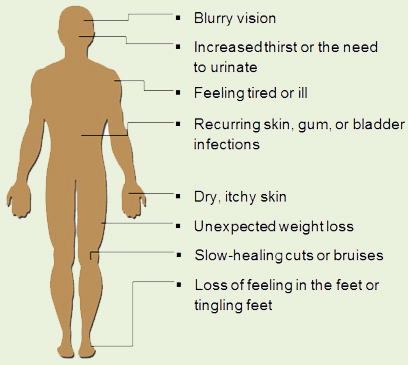 ▪ Blurry vision
▪ Increased thirst or the need
to urinate
▪ Feeling tired or ill
▪ Recurring skin, gum, or bladder
infections
▪ Dry, itchy skin
▪ Unexpected weight loss
▪ Slow-healing cuts or bruises
▪ Loss of feeling in the feet or
tingling feet